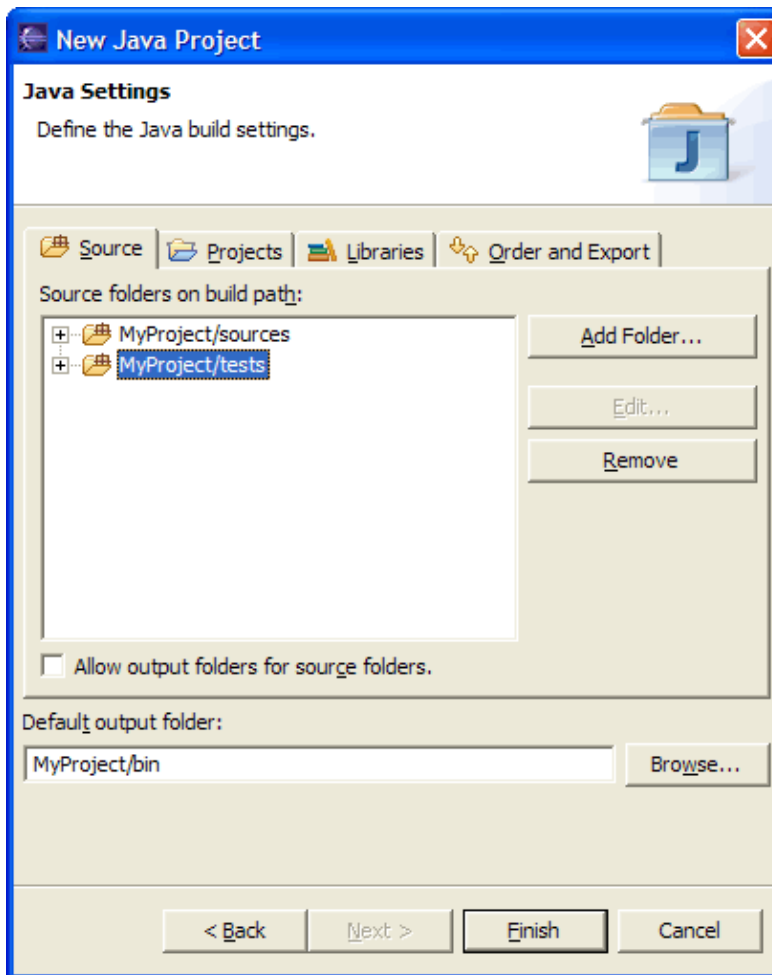 New Java Project
Java Settings
Define the Java build settings.
Source Projects Libraries Order and Export
Source folders on build path:
MyProject/sources
MyProject/tests
Add Folder...
Edit...
Remove
Allow output folders for source folders.
Default output folder:
MyProject/bin Browse...
< Back Next > Finish Cancel